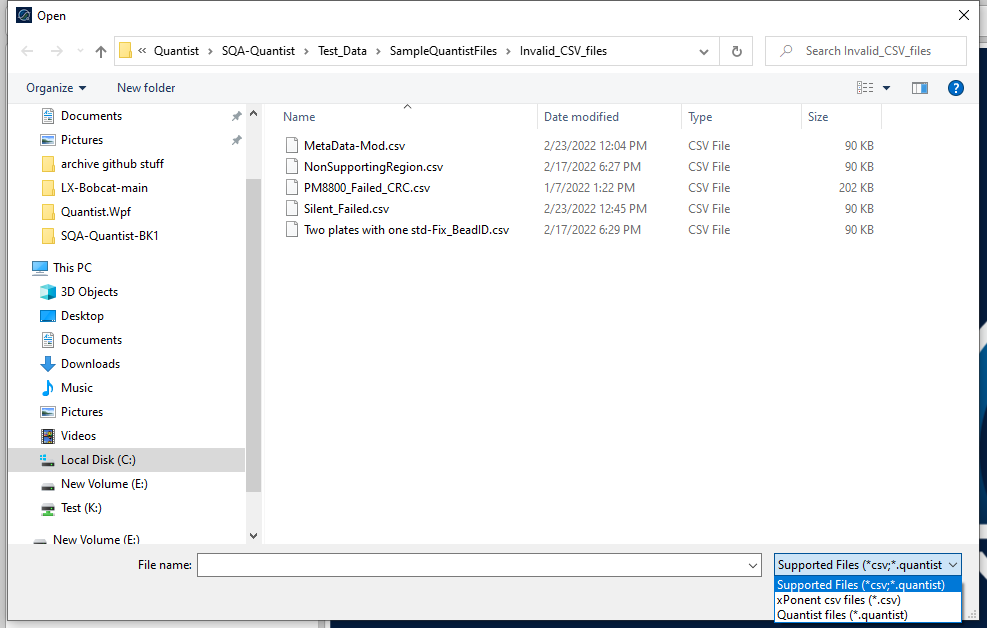 Open
« Quantist > SQA-Quantist > Test_Data > SampleQuantistFiles > Invalid_CSV_files
Search Invalid_CSV_files
Organize
New folder
?
Documents
Pictures
archive github stuff
LX-Bobcat-main
Quantist.Wpf
SQA-Quantist-BK1
This PC
3D Objects
Desktop
Documents
Downloads
Music
Pictures
Videos
Local Disk (C:)
New Volume (E:)
Test (K:)
New Volume (E:)
Name Date modified Type Size
MetaData-Mod.csv 2/23/2022 12:04 PM CSV File 90 KB
NonSupportingRegion.csv 2/17/2022 6:27 PM CSV File 90 KB
PM8800_Failed_CRC.csv 1/7/2022 1:22 PM CSV File 202 KB
Silent_Failed.csv 2/23/2022 12:45 PM CSV File 90 KB
Two plates with one std-Fix_BeadID.csv 2/17/2022 6:29 PM CSV File 90 KB
File name:
Supported Files (*csv;*.quantist
Supported Files (*csv;*.quantist)
xPonent csv files (*.csv)
Quantist files (*.quantist)